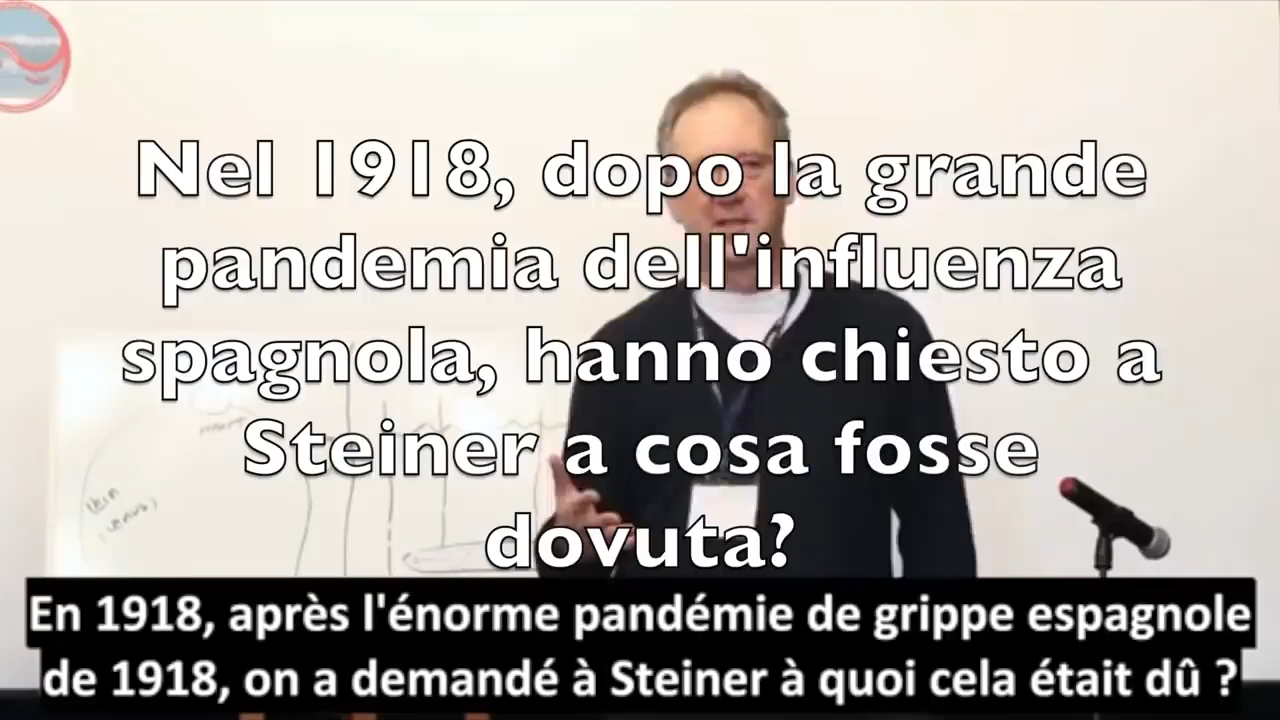 Nel 1918, dopo la grande
pandemia dell'influenza
spagnola, hanno chiesto a
Steiner a cosa fosse
dovuta?
En 1918, après l'énorme pandémie de grippe espagnole
de 1918, on a demandé à Steiner à quoi cela était dû ?